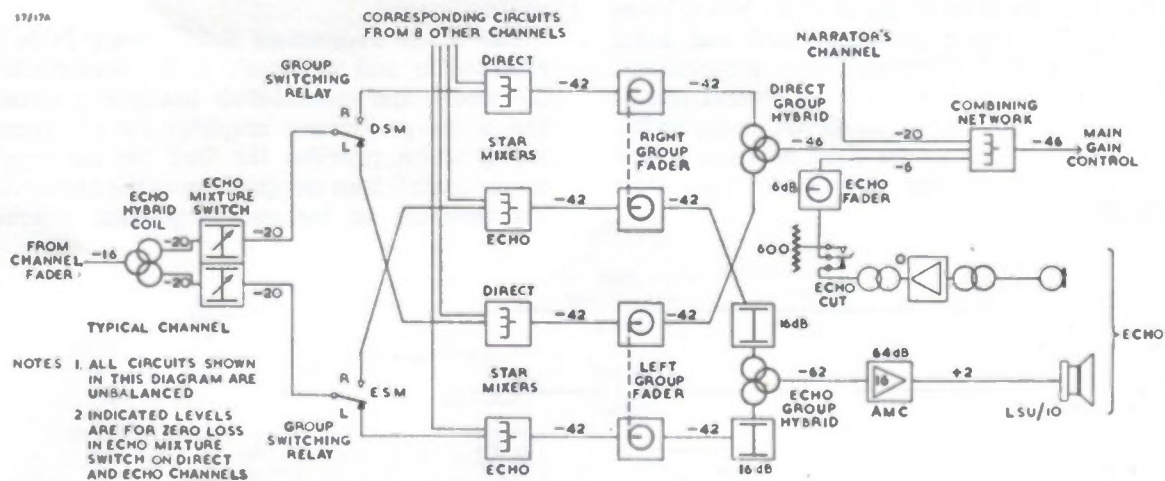 17/17A
CORRESPONDING CIRCUITS
FROM 8 OTHER CHANNELS
NARRATOR'S
CHANNEL
GROUP
SWITCHING
RELAY
DIRECT
-42
-42
DIRECT GROUP
HYBRID
COMBINING
NETWORK
R
DSM
L
STAR
MIXERS
RIGHT
GROUP
FADER
-46
-20
-6
-46
MAIN
GAIN
CONTROL
6dB
ECHO
FADER
ECHO
HYBRID
COIL
ECHO
MIXTURE
SWITCH
-42
-42
ECHO
FROM
CHANNEL
FADER
-16
-20
-20
-20
-20
600
ECHO
CUT
TYPICAL CHANNEL
DIRECT
-42
-42
16dB
ECHO
NOTES 1. ALL CIRCUITS SHOWN
IN THIS DIAGRAM ARE
UNBALANCED
2 INDICATED LEVELS
ARE FOR ZERO LOSS
IN ECHO MIXTURE
SWITCH ON DIRECT
AND ECHO CHANNELS
R
ESM
L
GROUP
SWITCHING
RELAY
STAR
MIXERS
LEFT
GROUP
FADER
64dB
-62
16
+2
AMC
LSU/10
ECHO GROUP
HYBRID
-42
-42
ECHO
16dB